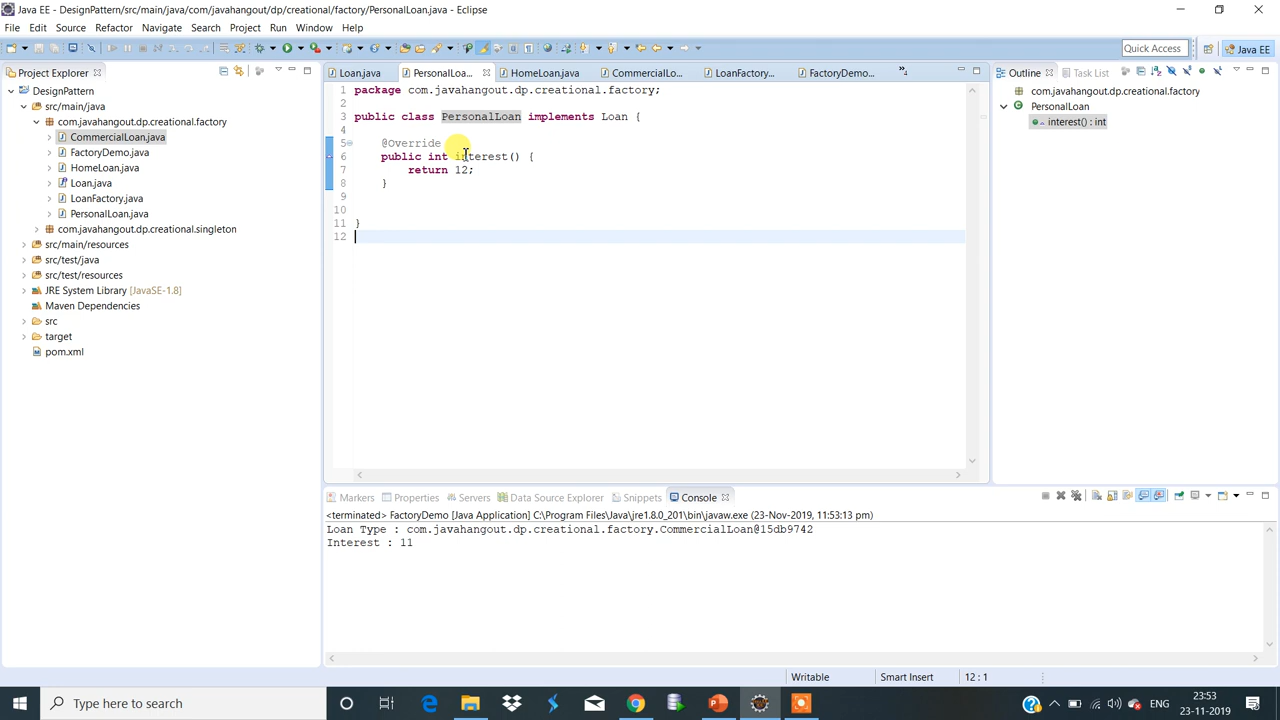 Java EE - DesignPattern/src/main/java/com/javahangout/dp/creational/factory/PersonalLoan.java - Eclipse
File Edit Source Refactor Navigate Search Project Run Window Help
Quick Access
Java EE
Project Explorer
DesignPattern
src/main/java
com.javahangout.dp.creational.factory
CommercialLoan.java
FactoryDemo.java
HomeLoan.java
Loan.java
LoanFactory.java
PersonalLoan.java
com.javahangout.dp.creational.singleton
src/main/resources
src/test/java
src/test/resources
JRE System Library [JavaSE-1.8]
Maven Dependencies
src
target
pom.xml
Loan.java PersonalLoa... HomeLoan.java CommercialLo... LoanFactory... FactoryDemo... »4
1 package com.javahangout.dp.creational.factory;
2
3 public class PersonalLoan implements Loan {
4
5 @Override
6 public int interest() {
7 return 12;
8 }
9
10
11 }
12
Outline Task List
com.javahangout.dp.creational.factory
PersonalLoan
interest() : int
Markers Properties Servers Data Source Explorer Snippets Console
<terminated> FactoryDemo [Java Application] C:\Program Files\Java\jre1.8.0_201\bin\javaw.exe (23-Nov-2019, 11:53:13 pm)
Loan Type : com.javahangout.dp.creational.factory.CommercialLoan@15db9742
Interest : 11
Writable Smart Insert 12 : 1
Type here to search
ENG
23:53
23-11-2019